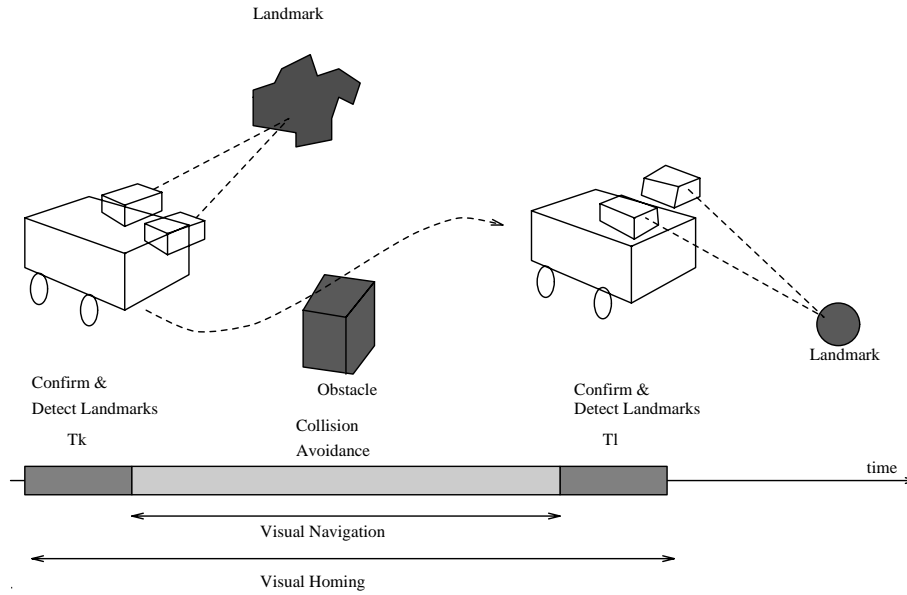 Landmark
Landmark
Obstacle
Confirm &
Detect Landmarks
Tk
Collision
Avoidance
Confirm &
Detect Landmarks
Tl
time
Visual Navigation
Visual Homing